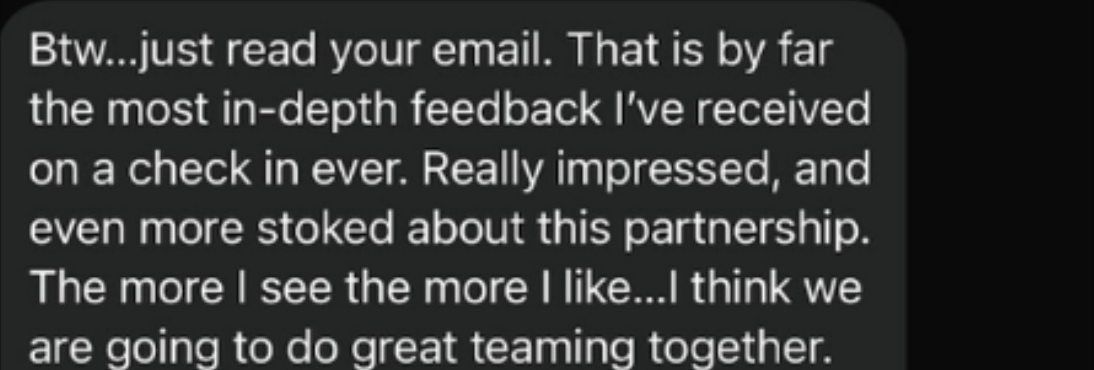 Btw...just read your email. That is by far
the most in-depth feedback I've received
on a check in ever. Really impressed, and
even more stoked about this partnership.
The more I see the more I like...I think we
are going to do great teaming together.